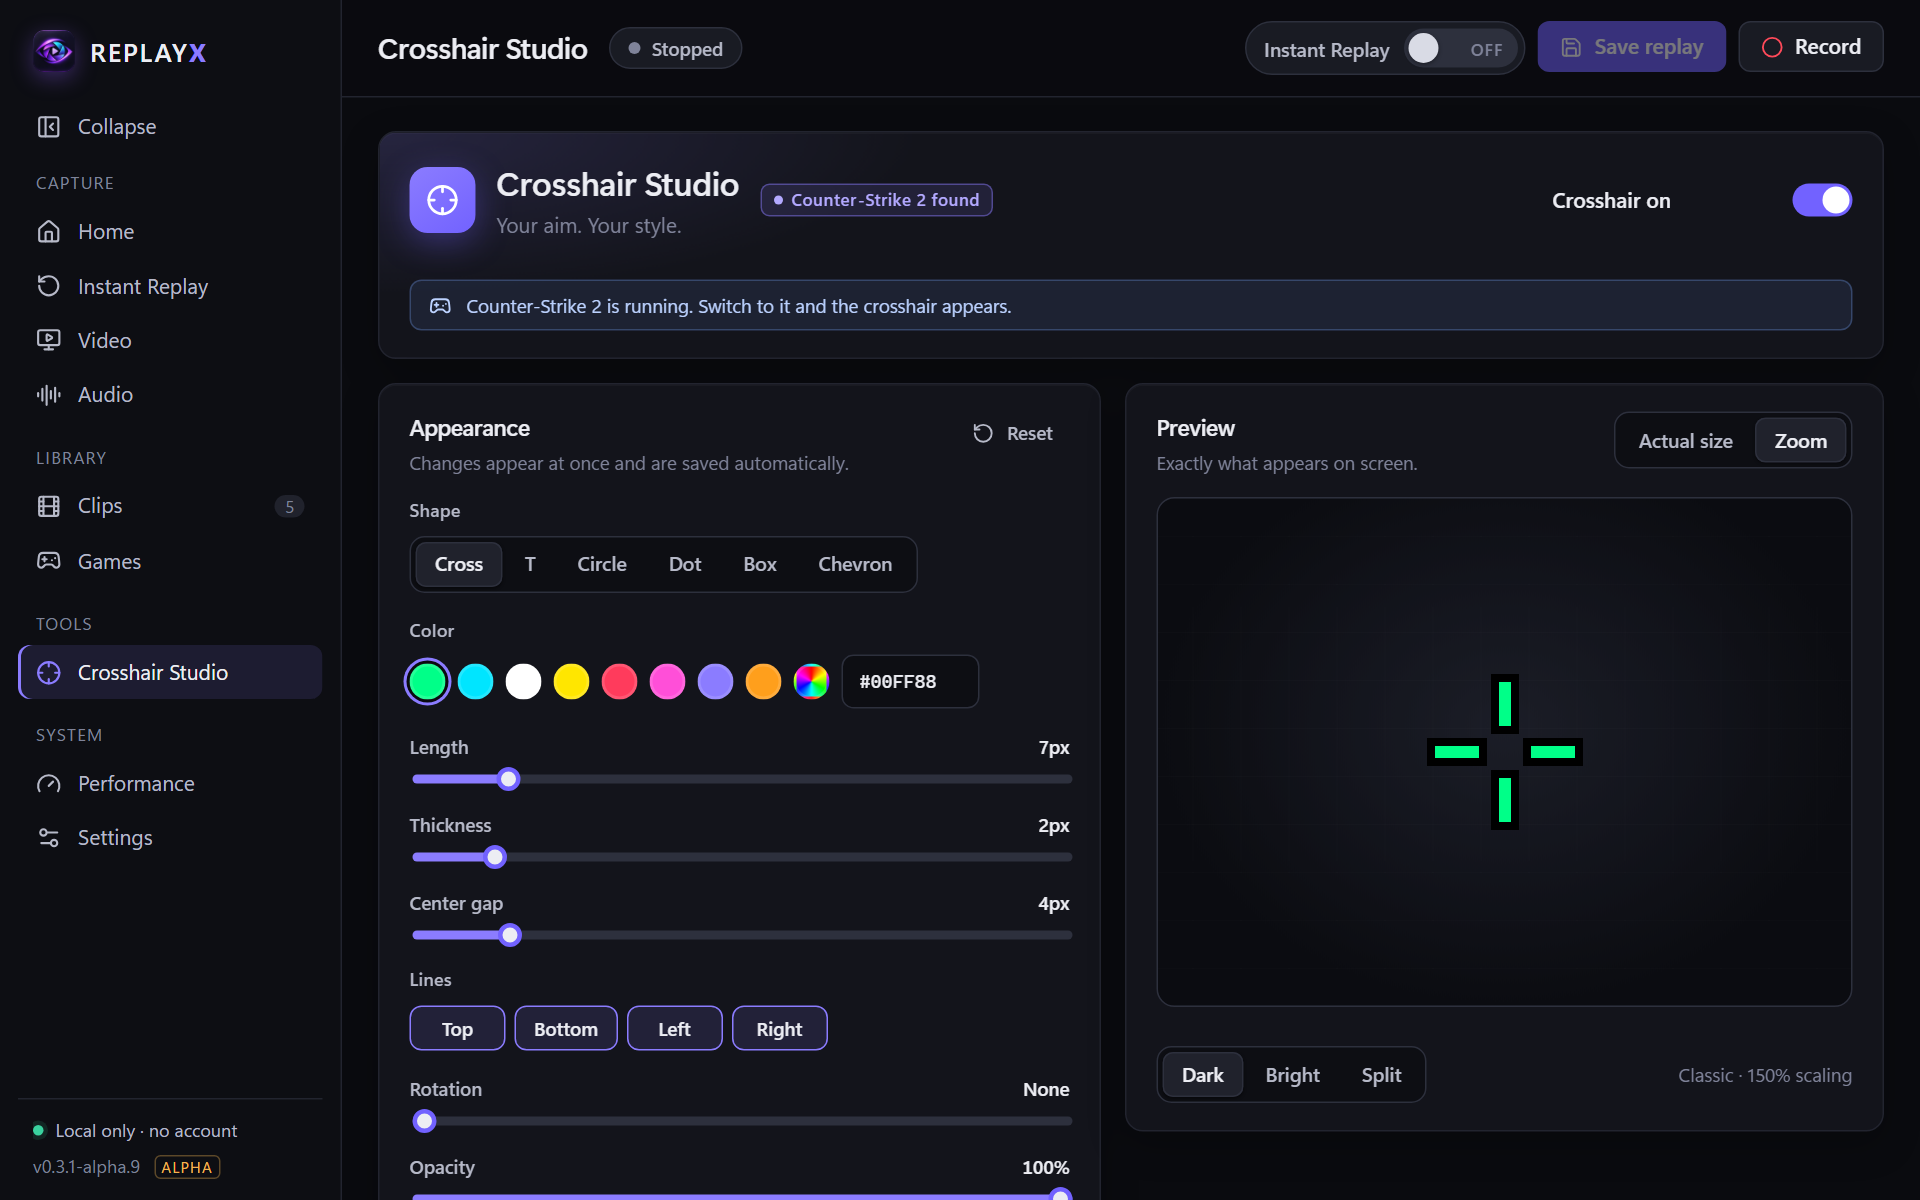 REPLAYX
Collapse
CAPTURE
Home
Instant Replay
Video
Audio
LIBRARY
Clips 5
Games
TOOLS
Crosshair Studio
SYSTEM
Performance
Settings
Local only · no account
v0.3.1-alpha.9 ALPHA
Crosshair Studio Stopped
Instant Replay OFF Save replay Record
Crosshair Studio
Your aim. Your style.
Counter-Strike 2 found
Crosshair on
Counter-Strike 2 is running. Switch to it and the crosshair appears.
Appearance
Reset
Changes appear at once and are saved automatically.
Shape
Cross T Circle Dot Box Chevron
Color
#00FF88
Length 7px
Thickness 2px
Center gap 4px
Lines
Top Bottom Left Right
Rotation None
Opacity 100%
Preview
Exactly what appears on screen.
Actual size Zoom
Dark Bright Split
Classic · 150% scaling